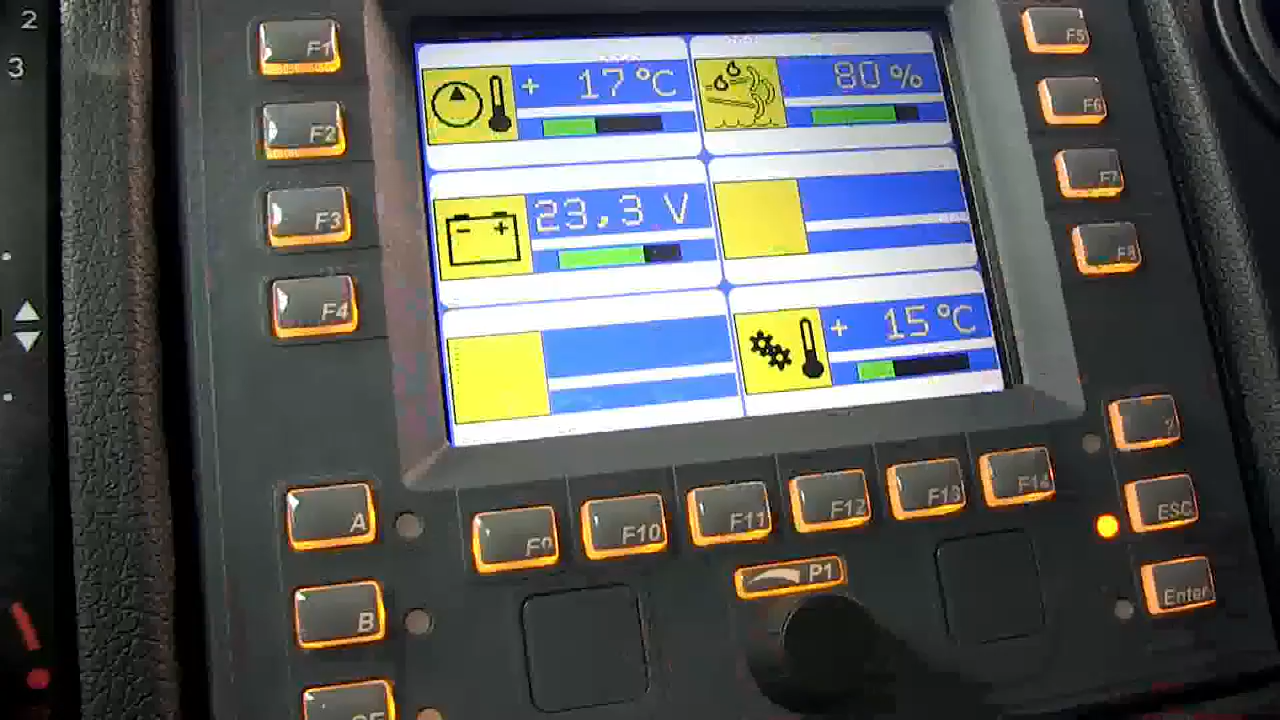 2
3
F1
F2
F3
F4
+ 17°C
80%
- +
23,3 V
+ 15°C
F5
F6
F7
F8
A
B
F9
F10
F11
F12
F13
F14
P1
?
ESC
Enter